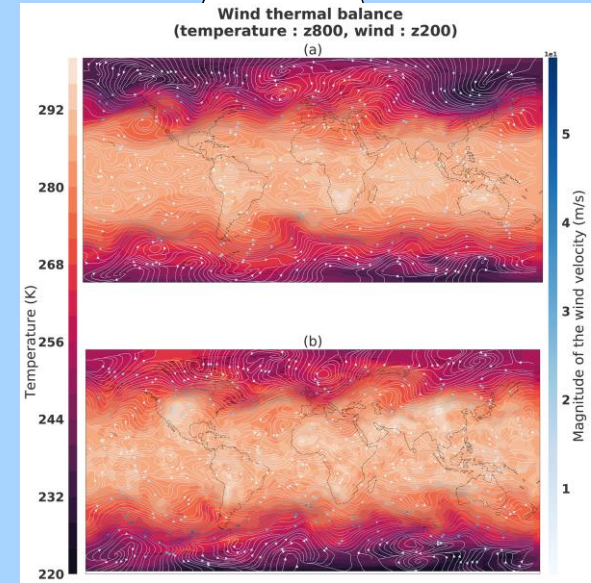 Wind thermal balance
(temperature : z800, wind : z200)
(a)
1e1
292
280
268
256
244
232
220
Temperature (K)
(b)
5
4
3
2
1
Magnitude of the wind velocity (m/s)